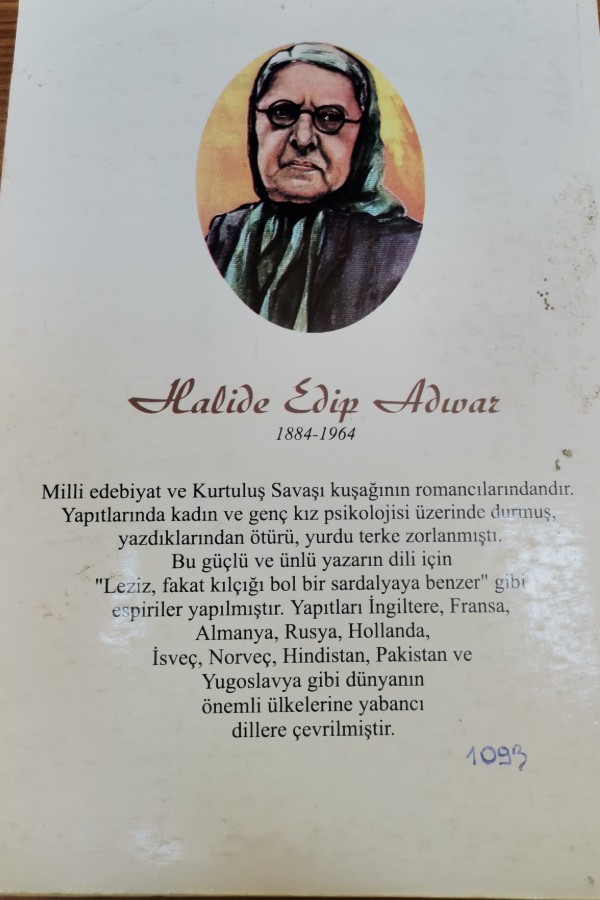 Halide Edip Adıvar
1884-1964
Milli edebiyat ve Kurtuluş Savaşı kuşağının romancılarındandır.
Yapıtlarında kadın ve genç kız psikolojisi üzerinde durmuş,
yazdıklarından ötürü, yurdu terke zorlanmıştı.
Bu güçlü ve ünlü yazarın dili için
"Leziz, fakat kılçığı bol bir sardalyaya benzer" gibi
espiriler yapılmıştır. Yapıtları İngiltere, Fransa,
Almanya, Rusya, Hollanda,
İsveç, Norveç, Hindistan, Pakistan ve
Yugoslavya gibi dünyanın
önemli ülkelerine yabancı
dillere çevrilmiştir.
1093